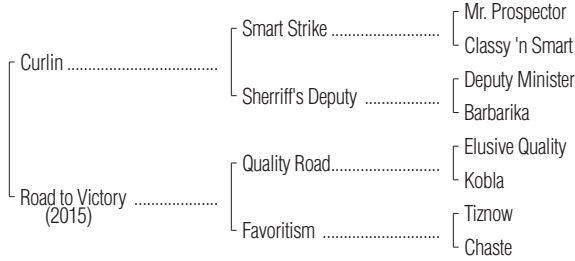 Mr. Prospector
Smart Strike ........................
Classy 'n Smart
Curlin .................................
Deputy Minister
Sherriff's Deputy ................
Barbarika
Elusive Quality
Quality Road........................
Kobla
Road to Victory ..................
(2015)
Tiznow
Favoritism .........................
Chaste